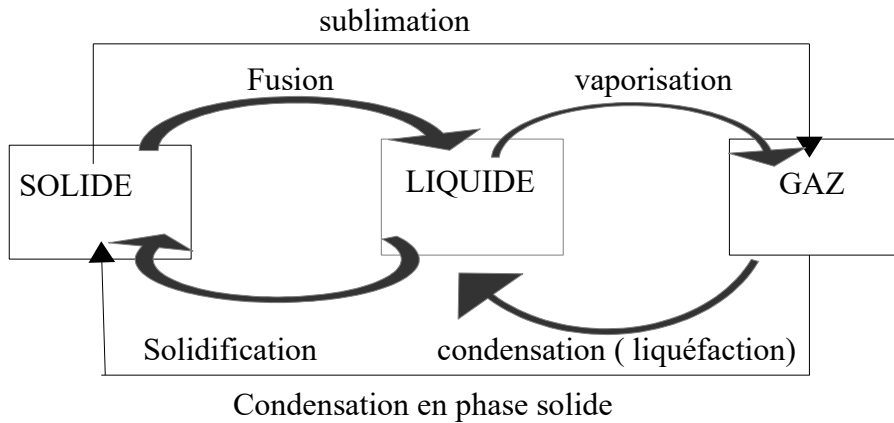 sublimation
Fusion
vaporisation
SOLIDE
LIQUIDE
GAZ
Solidification
condensation ( liquéfaction)
Condensation en phase solide